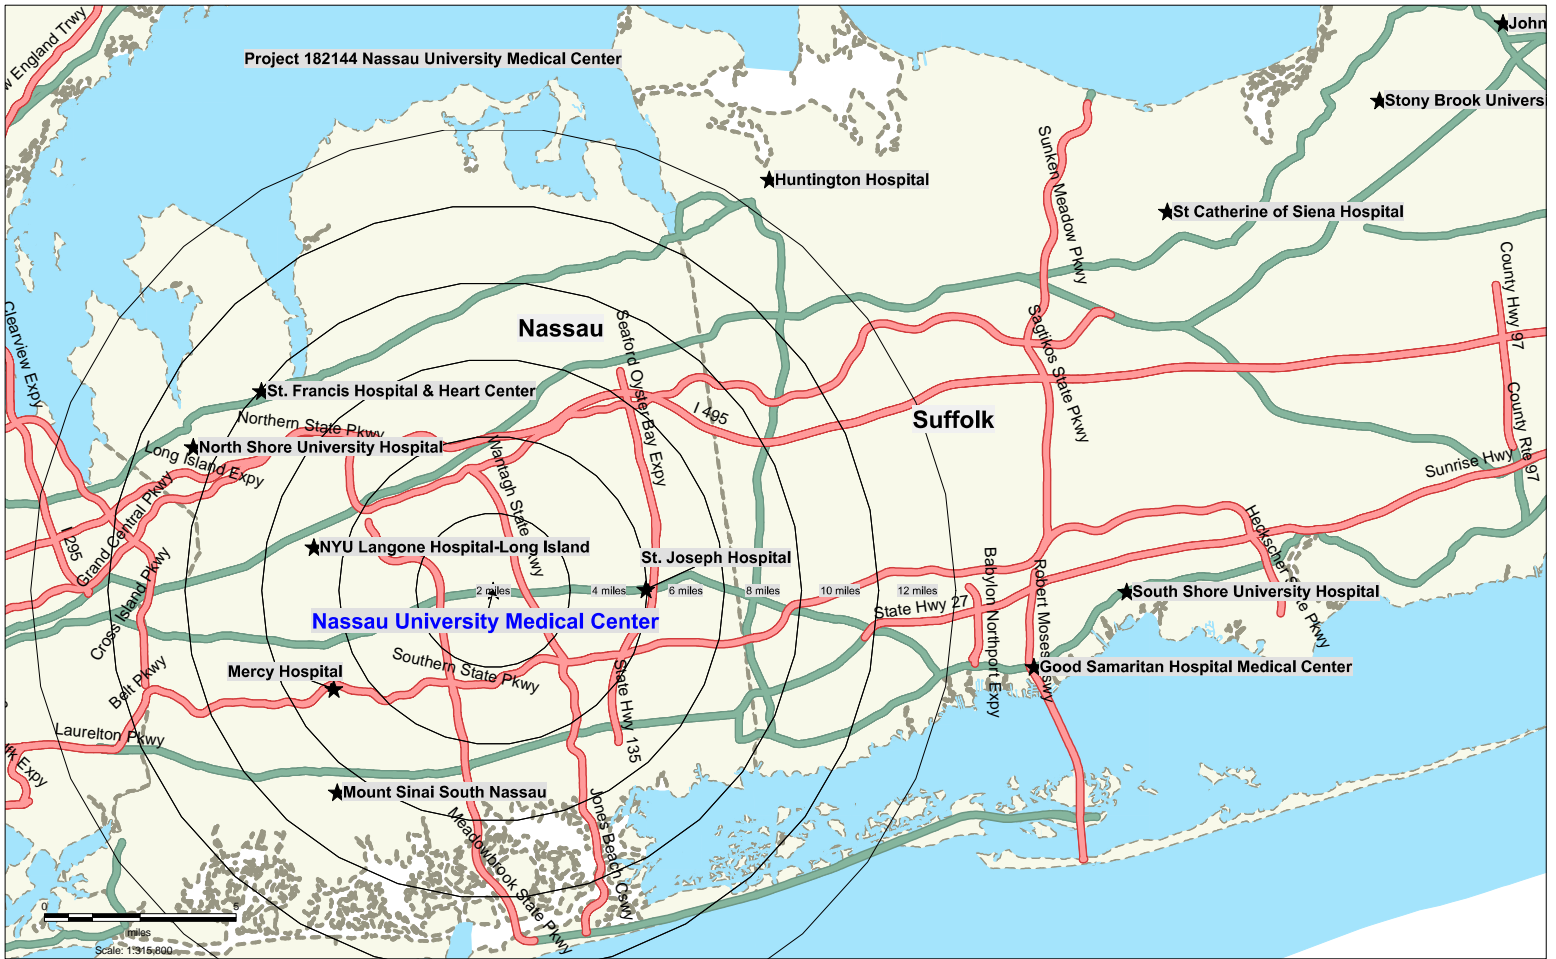 w England Trwy
John
Project 182144 Nassau University Medical Center
Stony Brook Universi
Sunken Meadow Pkwy
Huntington Hospital
St Catherine of Siena Hospital
County Hwy 97
Clearview Expy
Nassau
Seaford Oyster Bay Expy
Sagtikos State Pkwy
St. Francis Hospital & Heart Center
I 495
Suffolk
County Rte 97
Northern State Pkwy
North Shore University Hospital
Long Island Expy
Wantagh State Pkwy
Sunrise Hwy
Grand Central Pkwy
I 295
Heckscher State Pkwy
NYU Langone Hospital-Long Island
St. Joseph Hospital
Cross Island Pkwy
2 miles
4 miles
6 miles
8 miles
10 miles
12 miles
Babylon Northport Expy
Robert Moses Cswy
South Shore University Hospital
State Hwy 27
Nassau University Medical Center
Mercy Hospital
Southern State Pkwy
State Hwy 135
Good Samaritan Hospital Medical Center
Belt Pkwy
Laurelton Pkwy
Expy
Mount Sinai South Nassau
Meadowbrook State Pkwy
Jones Beach Cswy
0 5
miles
Scale: 1:315,800